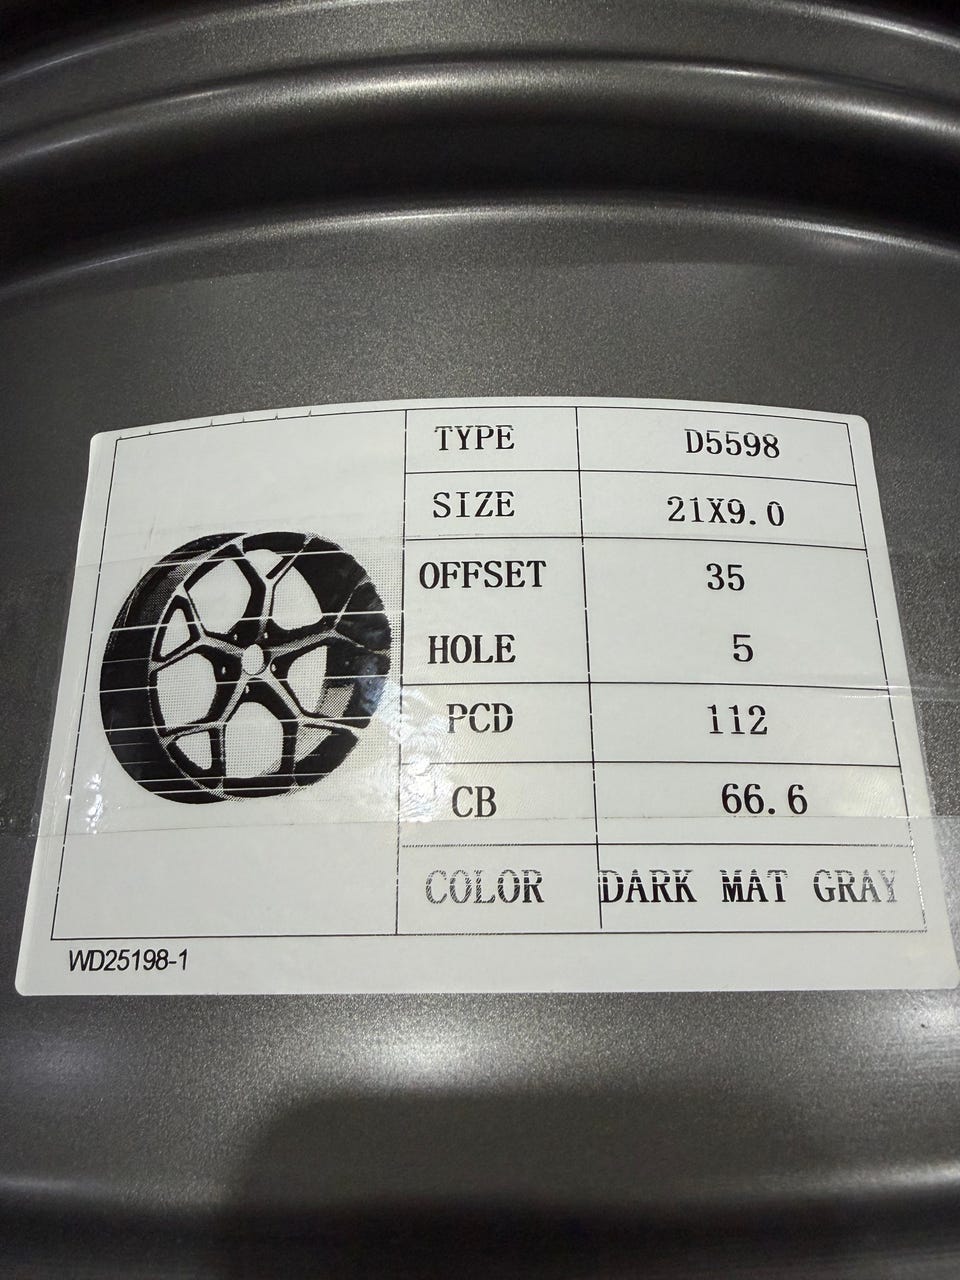 TYPE D5598
SIZE 21X9.0
OFFSET 35
HOLE 5
PCD 112
CB 66.6
COLOR DARK MAT GRAY
WD25198-1